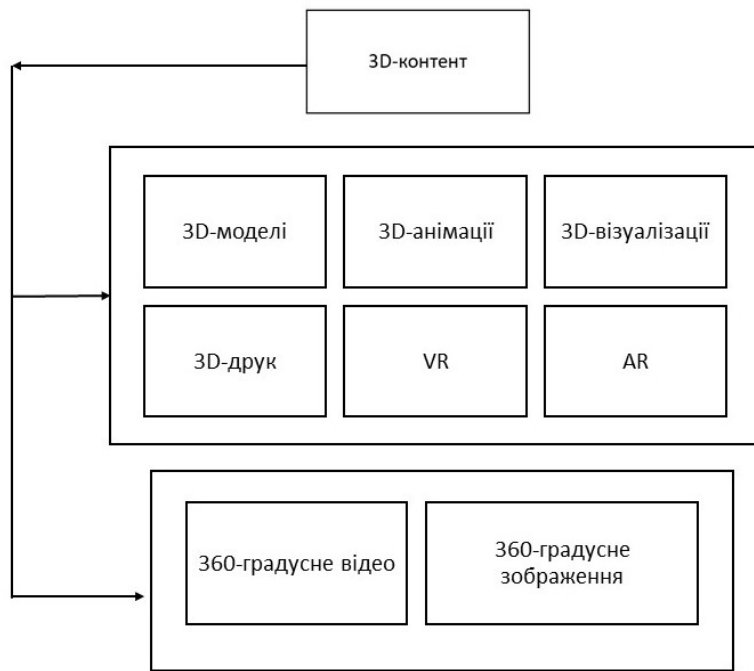 3D-контент
3D-моделі
3D-анімації
3D-візуалізації
3D-друк
VR
AR
360-градусне відео
360-градусне
зображення